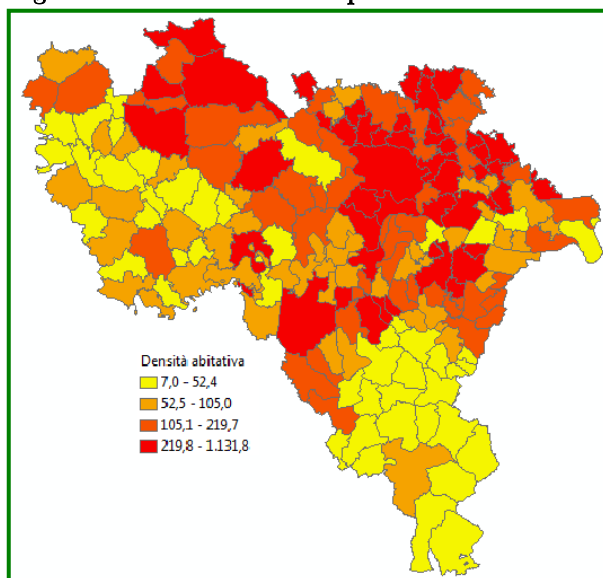 Densità abitativa
7,0 - 52,4
52,5 - 105,0
105,1 - 219,7
219,8 - 1.131,8